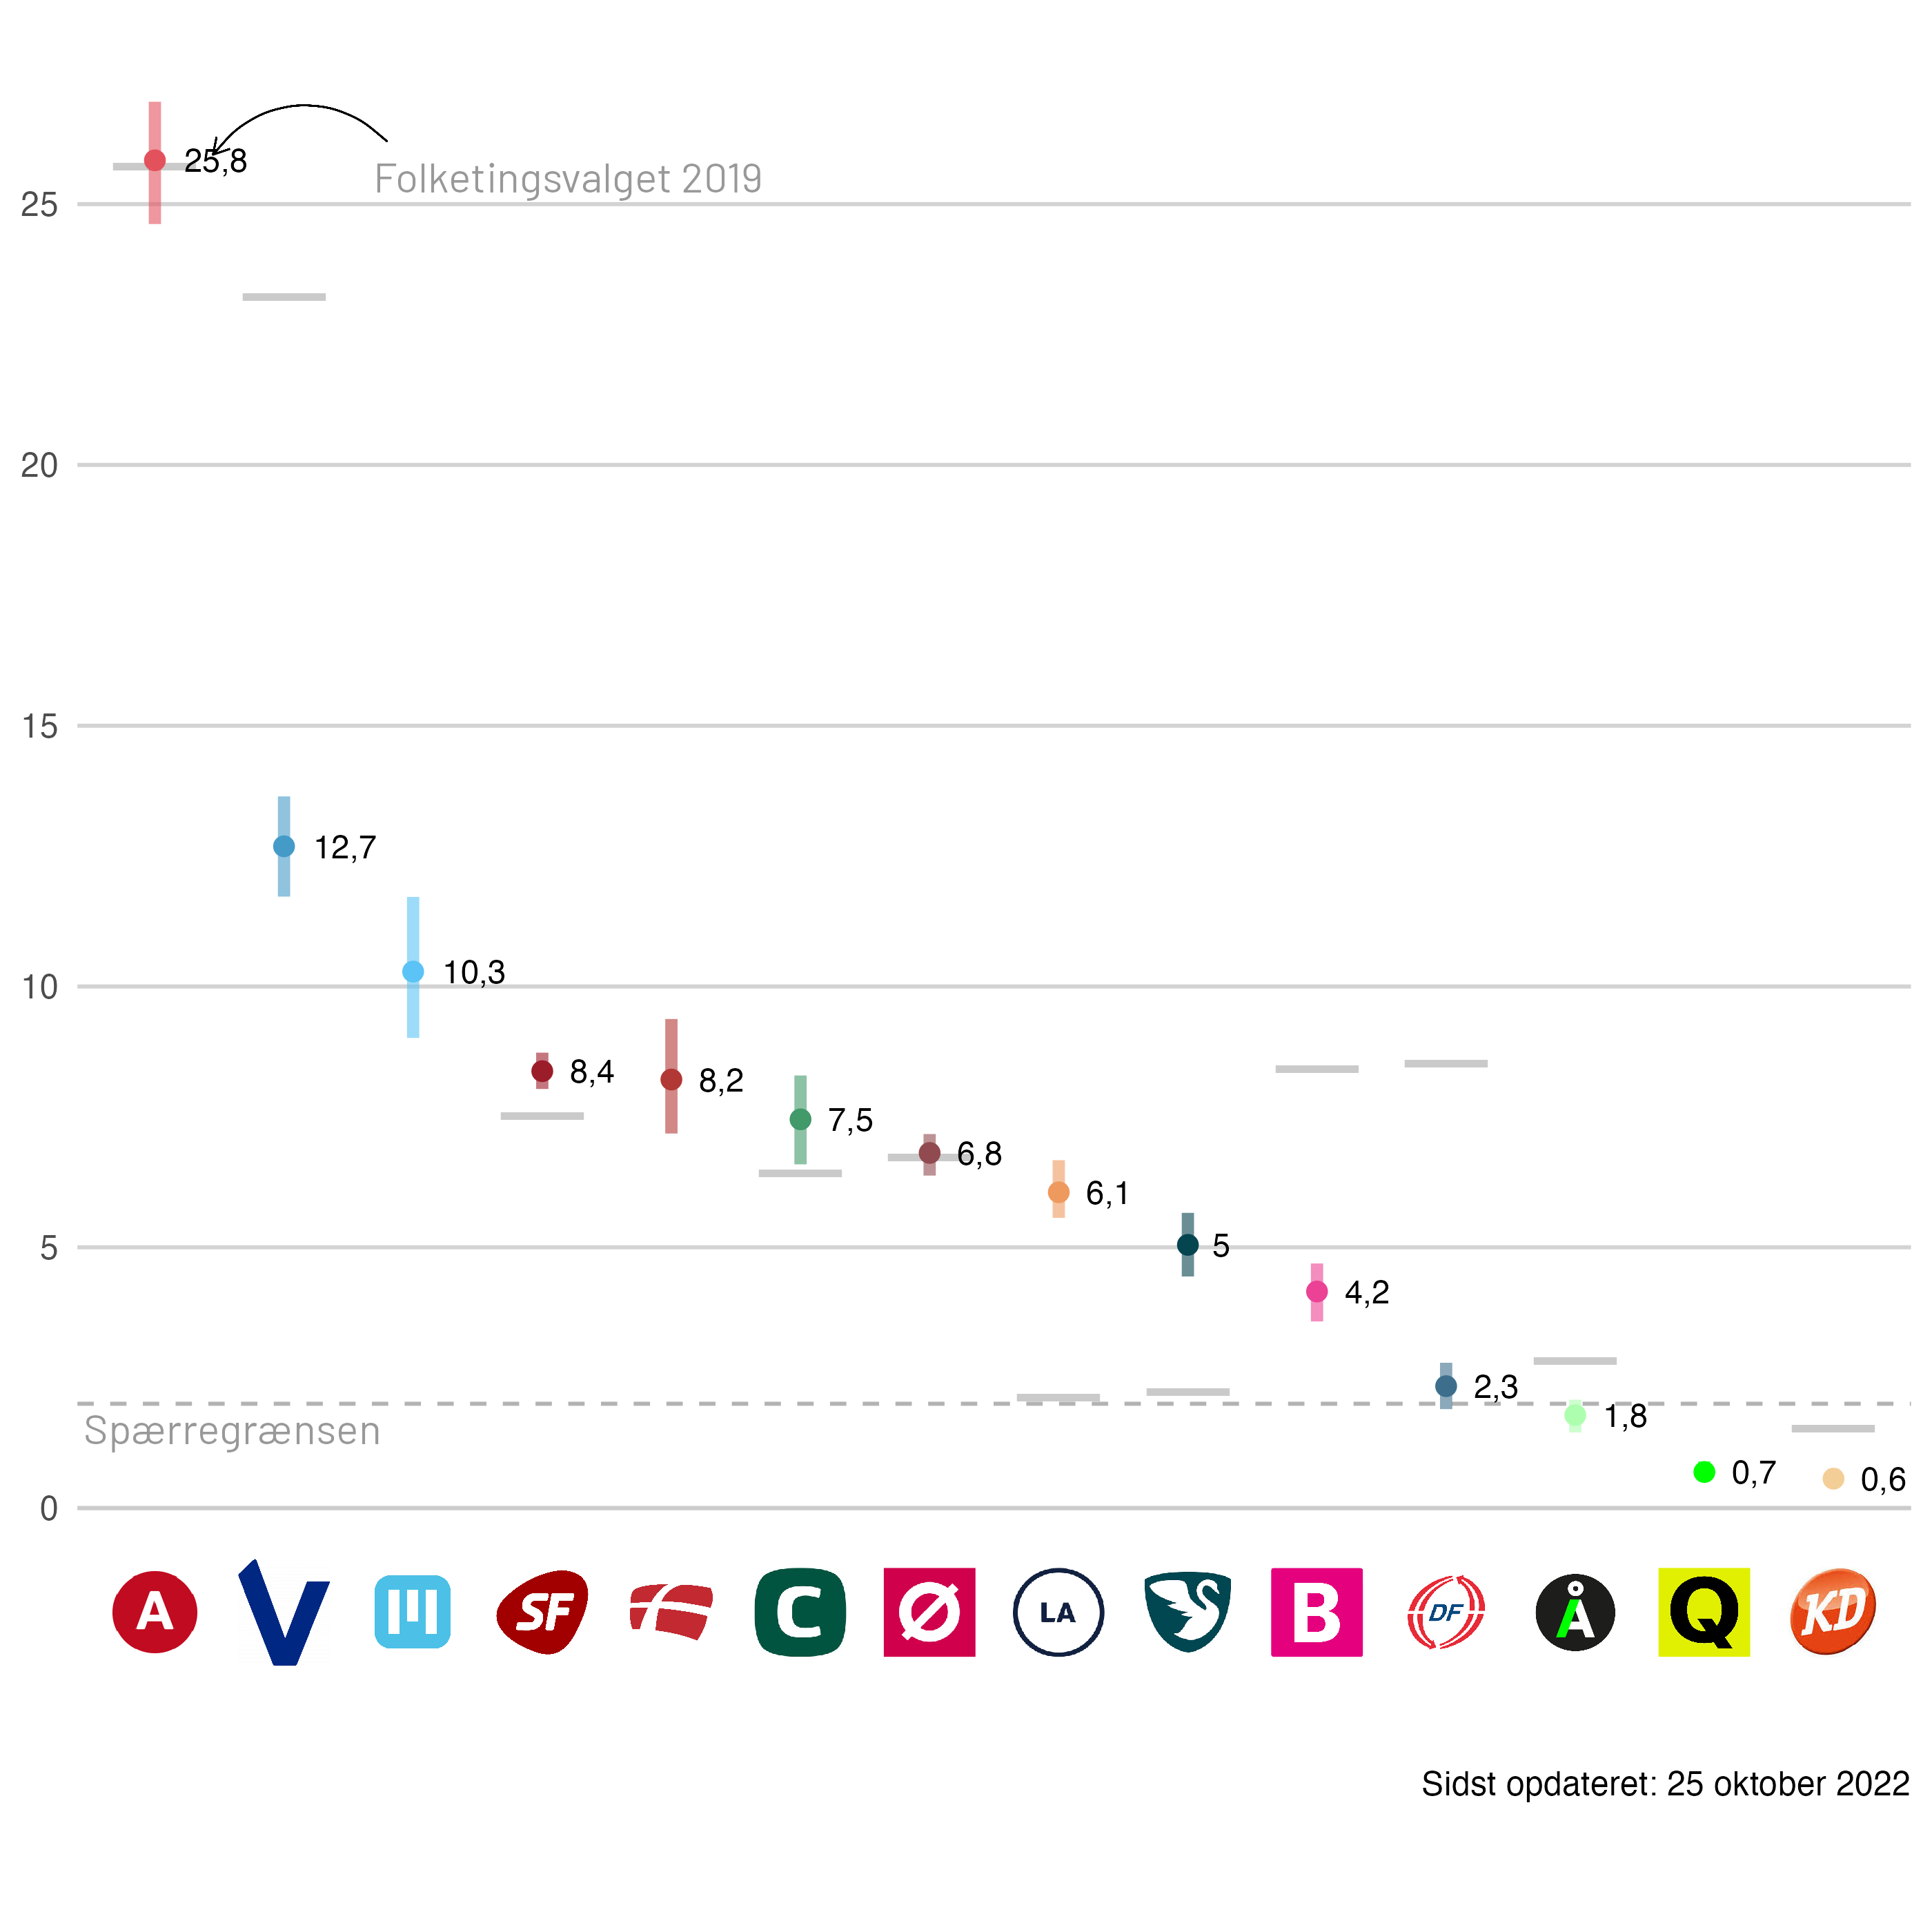 25,8
Folketingsvalget 2019
25
20
15
12,7
10,3
10
8,4
8,2
7,5
6,8
6,1
5
5
4,2
2,3
1,8
Spærregrænsen
0,7
0,6
0
A
V
M
SF
C
Ø
LA
B
DF
Å
Q
KD
Sidst opdateret: 25 oktober 2022